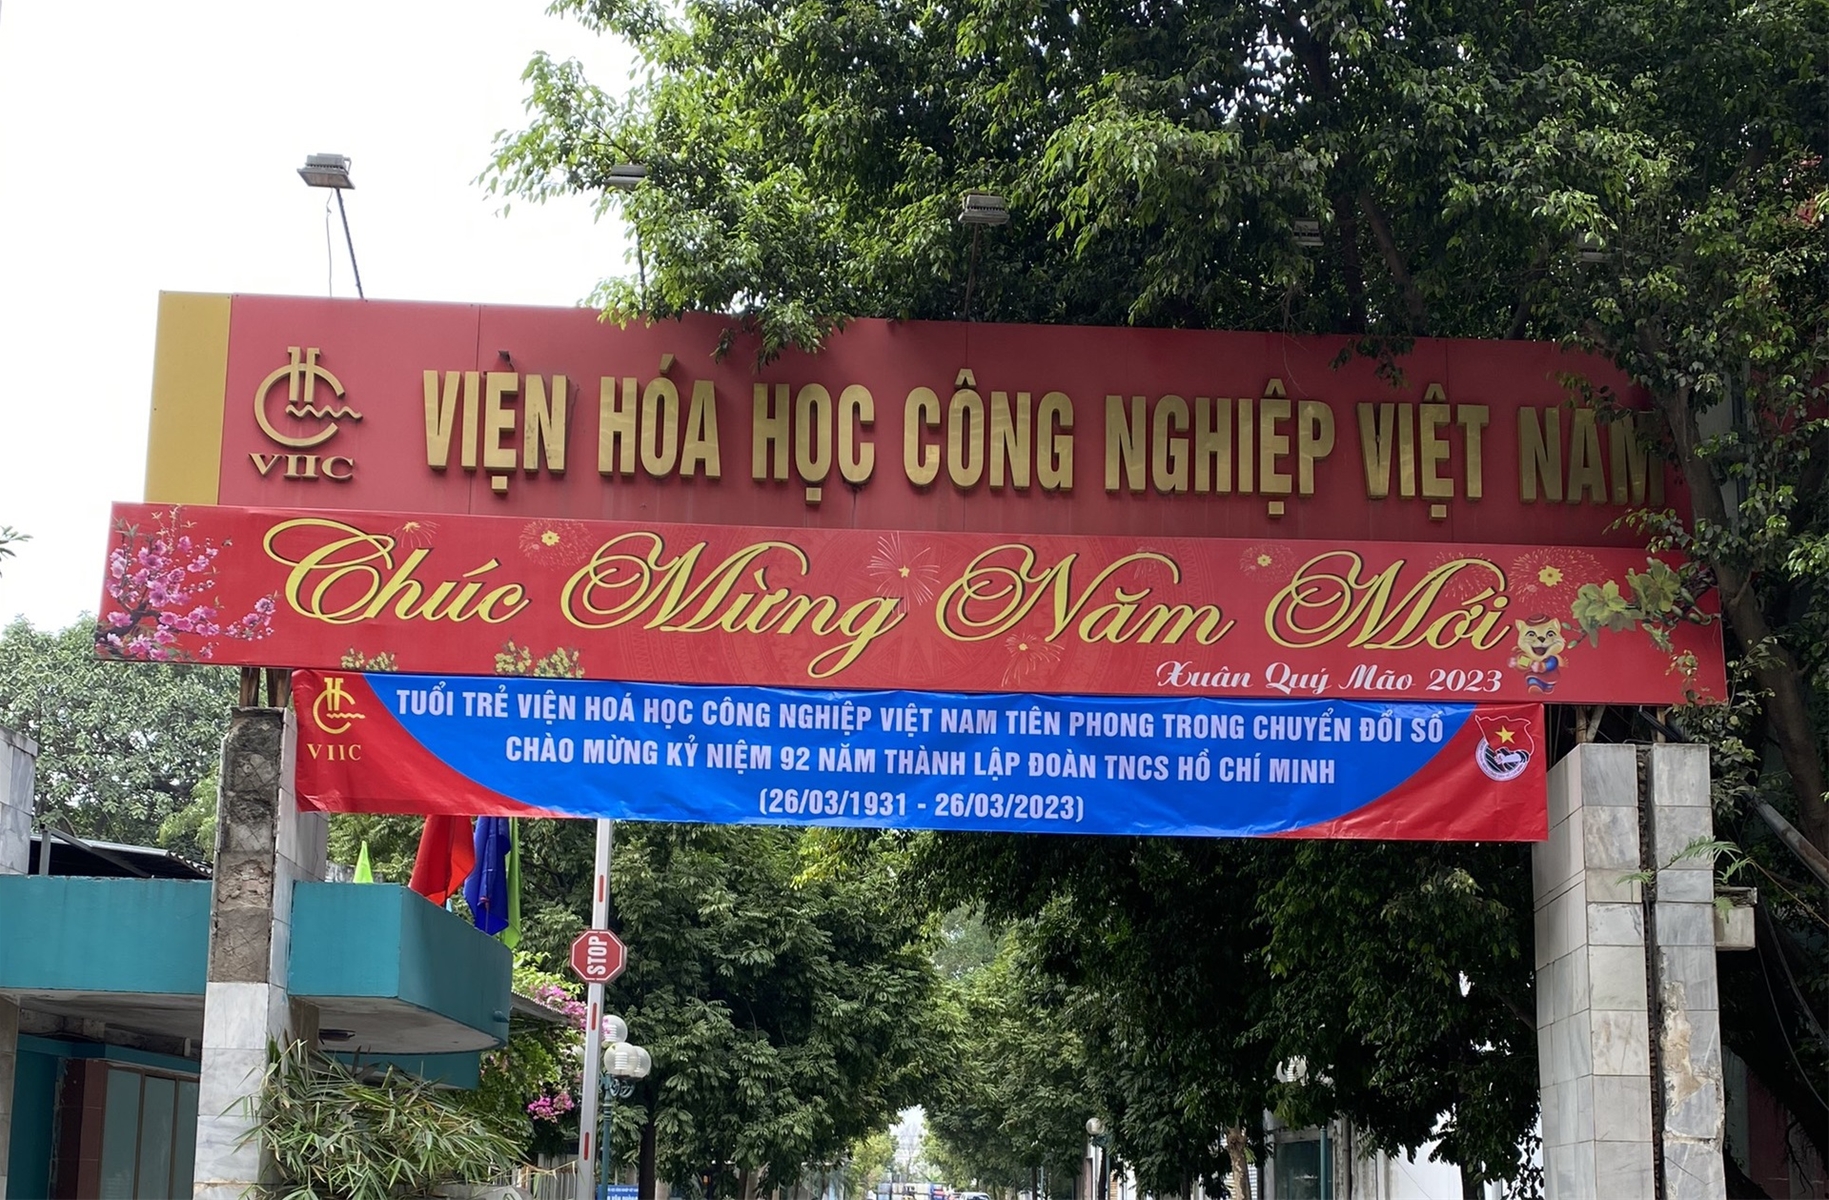 VIIC
VIỆN HÓA HỌC CÔNG NGHIỆP VIỆT NAM
Chúc Mừng Năm Mới
Xuân Quý Mão 2023
VIIC
TUỔI TRẺ VIỆN HOÁ HỌC CÔNG NGHIỆP VIỆT NAM TIÊN PHONG TRONG CHUYỂN ĐỔI SỐ
CHÀO MỪNG KỶ NIỆM 92 NĂM THÀNH LẬP ĐOÀN TNCS HỒ CHÍ MINH
(26/03/1931 - 26/03/2023)
STOP